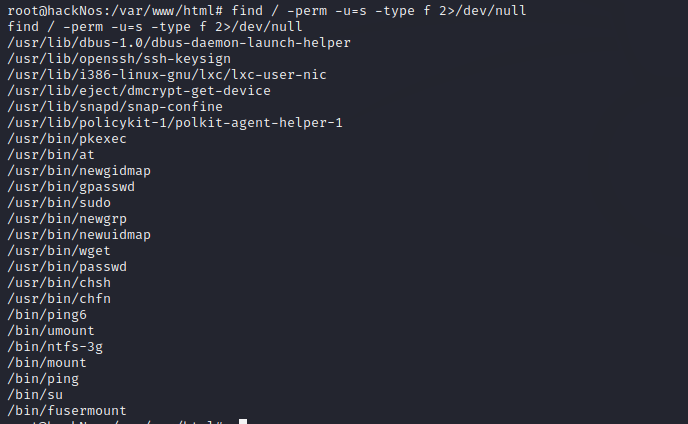 root@hackNos:/var/www/html# find / -perm -u=s -type f 2>/dev/null
find / -perm -u=s -type f 2>/dev/null
/usr/lib/dbus-1.0/dbus-daemon-launch-helper
/usr/lib/openssh/ssh-keysign
/usr/lib/i386-linux-gnu/lxc/lxc-user-nic
/usr/lib/eject/dmcrypt-get-device
/usr/lib/snapd/snap-confine
/usr/lib/policykit-1/polkit-agent-helper-1
/usr/bin/pkexec
/usr/bin/at
/usr/bin/newgidmap
/usr/bin/gpasswd
/usr/bin/sudo
/usr/bin/newgrp
/usr/bin/newuidmap
/usr/bin/wget
/usr/bin/passwd
/usr/bin/chsh
/usr/bin/chfn
/bin/ping6
/bin/umount
/bin/ntfs-3g
/bin/mount
/bin/ping
/bin/su
/bin/fusermount